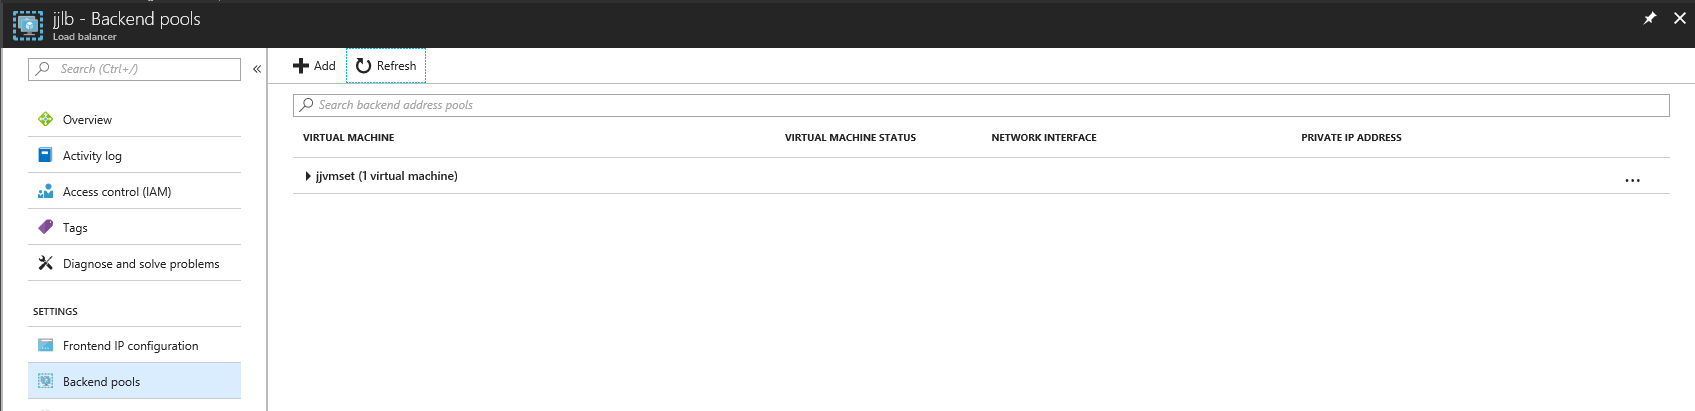 jjlb - Backend pools
Load balancer
Search (Ctrl+/)
«
Overview
Activity log
Access control (IAM)
Tags
Diagnose and solve problems
SETTINGS
Frontend IP configuration
Backend pools
Add
Refresh
Search backend address pools
VIRTUAL MACHINE VIRTUAL MACHINE STATUS NETWORK INTERFACE PRIVATE IP ADDRESS
jjvmset (1 virtual machine) ...